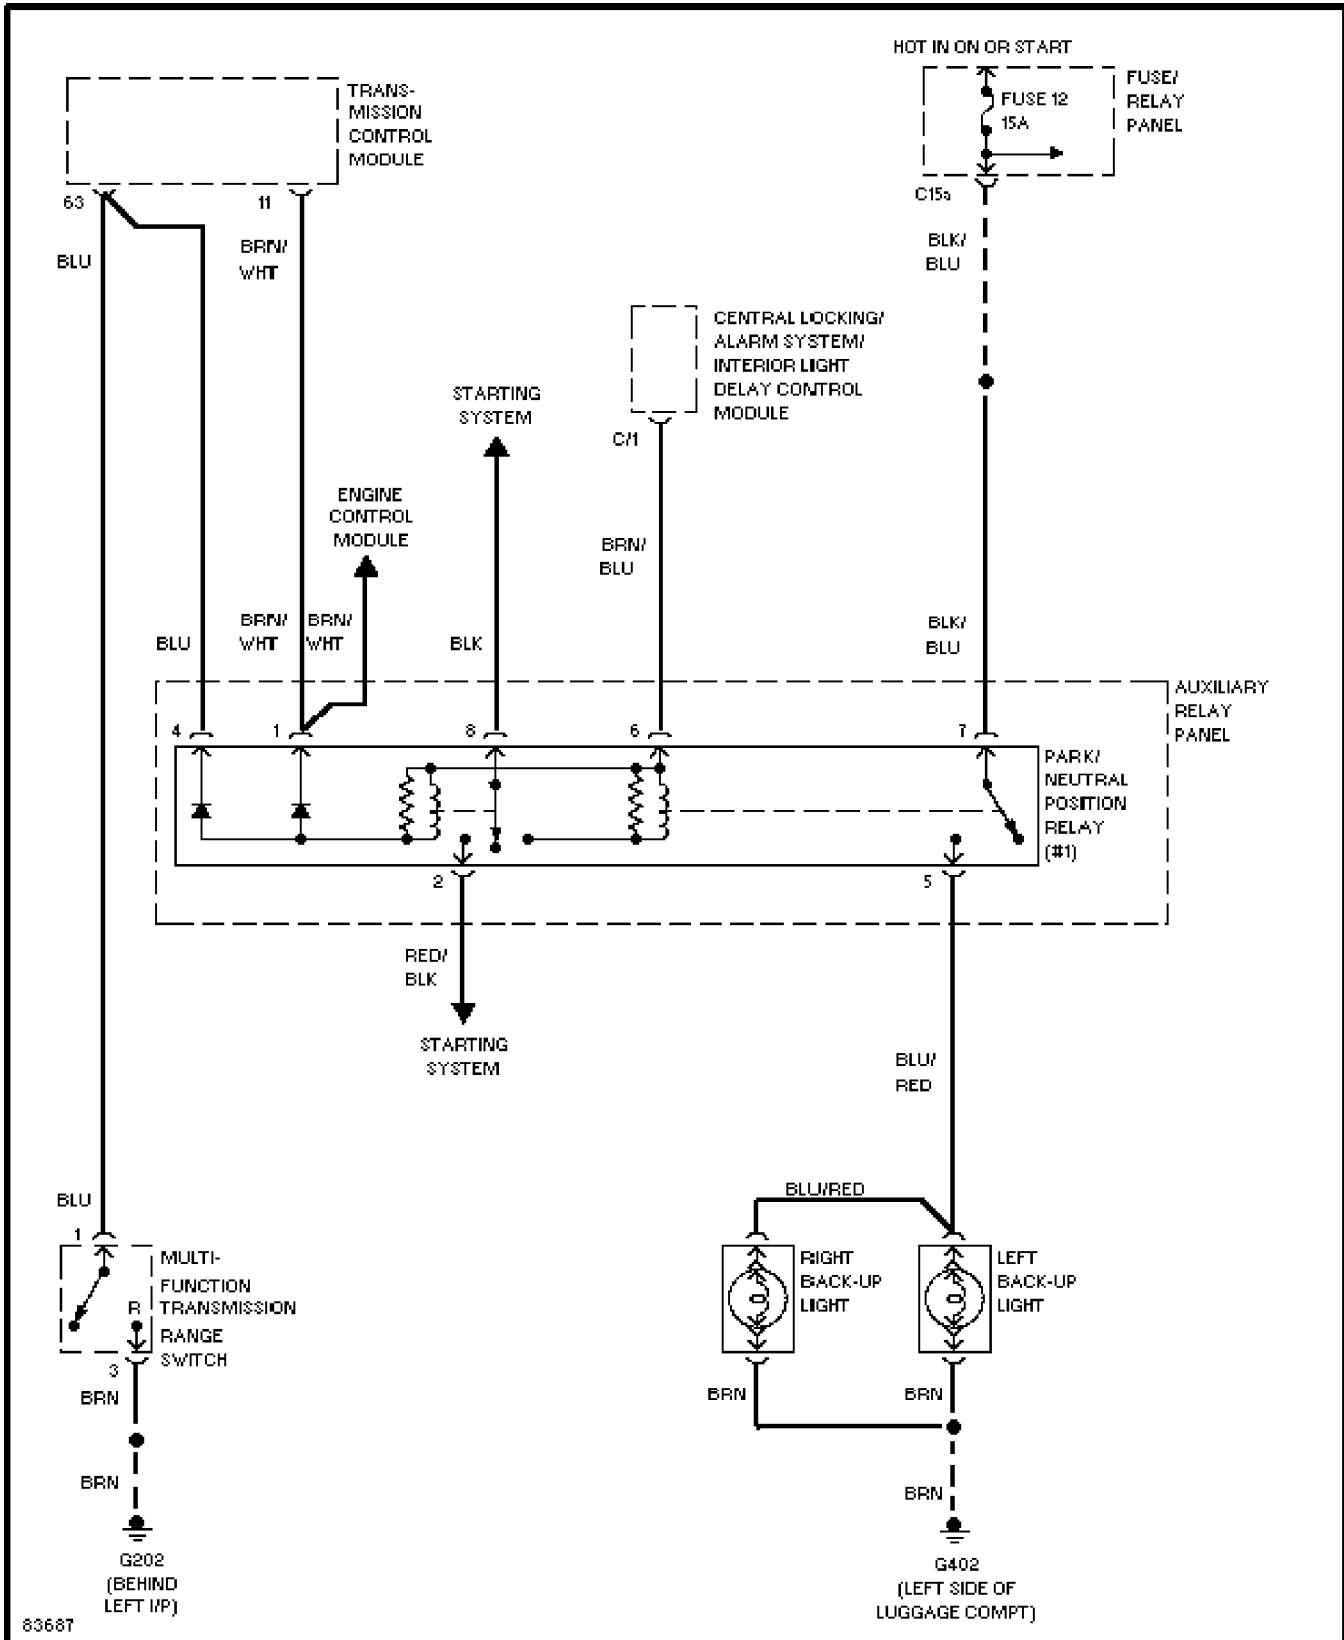 HOT IN ON OR START
FUSE/
RELAY
PANEL
FUSE 12
15A
C15a
TRANS-
MISSION
CONTROL
MODULE
63
11
BLU
BRN/
WHT
BLK/
BLU
CENTRAL LOCKING/
ALARM SYSTEM/
INTERIOR LIGHT
DELAY CONTROL
MODULE
C/1
STARTING
SYSTEM
ENGINE
CONTROL
MODULE
BRN/
BLU
BLU
BRN/
WHT
BRN/
WHT
BLK
BLK/
BLU
AUXILIARY
RELAY
PANEL
4
1
8
6
7
PARK/
NEUTRAL
POSITION
RELAY
(#1)
2
5
RED/
BLK
STARTING
SYSTEM
BLU/
RED
BLU
1
MULTI-
FUNCTION
TRANSMISSION
RANGE
SWITCH
R
3
BRN
BRN
G202
(BEHIND
LEFT I/P)
BLU/RED
RIGHT
BACK-UP
LIGHT
LEFT
BACK-UP
LIGHT
BRN
BRN
BRN
G402
(LEFT SIDE OF
LUGGAGE COMPT)
83687